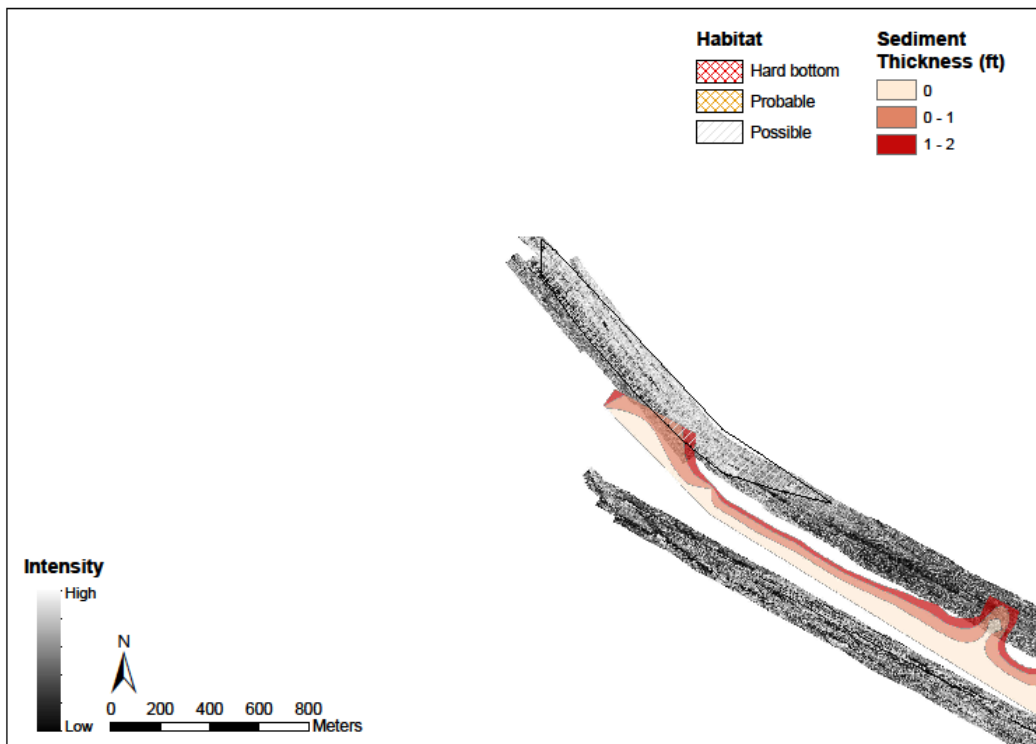 Habitat
Hard bottom
Probable
Possible
Sediment
Thickness (ft)
0
0 - 1
1 - 2
Intensity
High
Low
N
0 200 400 600 800
Meters